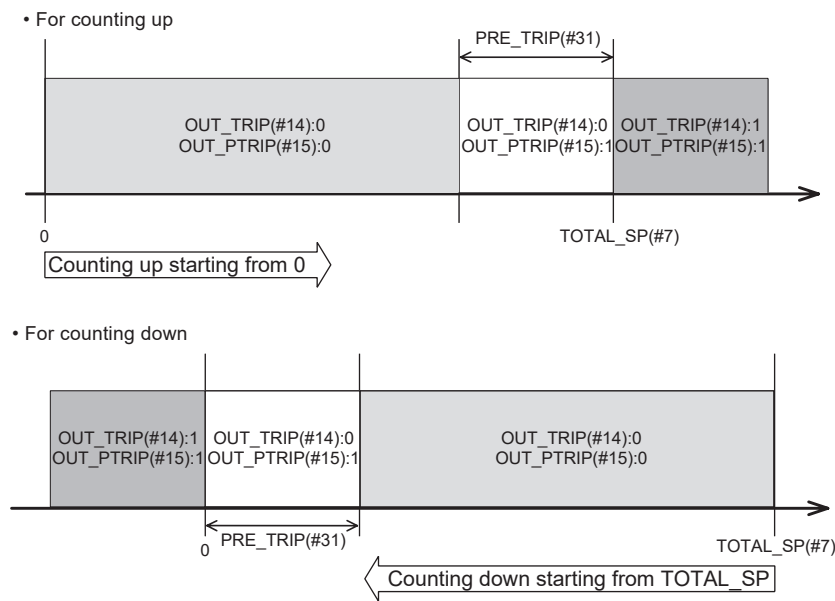 • For counting up
PRE_TRIP(#31)
OUT_TRIP(#14):0
OUT_PTRIP(#15):0
OUT_TRIP(#14):0
OUT_PTRIP(#15):1
OUT_TRIP(#14):1
OUT_PTRIP(#15):1
0
TOTAL_SP(#7)
Counting up starting from 0
• For counting down
OUT_TRIP(#14):1
OUT_PTRIP(#15):1
OUT_TRIP(#14):0
OUT_PTRIP(#15):1
OUT_TRIP(#14):0
OUT_PTRIP(#15):0
0
PRE_TRIP(#31)
TOTAL_SP(#7)
Counting down starting from TOTAL_SP